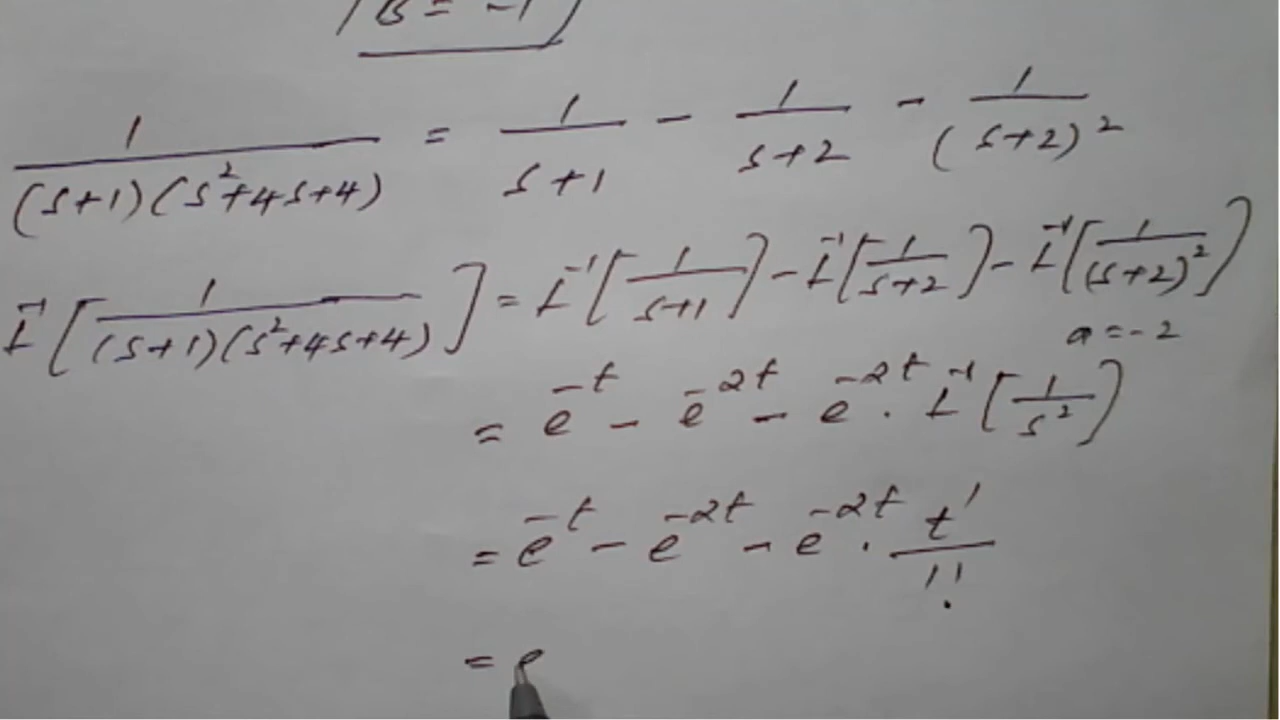 B = -1
1/((s+1)(s²+4s+4)) = 1/(s+1) - 1/(s+2) - 1/(s+2)²
L⁻¹[1/((s+1)(s²+4s+4))] = L⁻¹[1/(s+1)] - L⁻¹[1/(s+2)] - L⁻¹[1/(s+2)²]
a = -2
= e^-t - e^-2t - e^-2t . L⁻¹[1/s²]
= e^-t - e^-2t - e^-2t . t¹/1!
= e